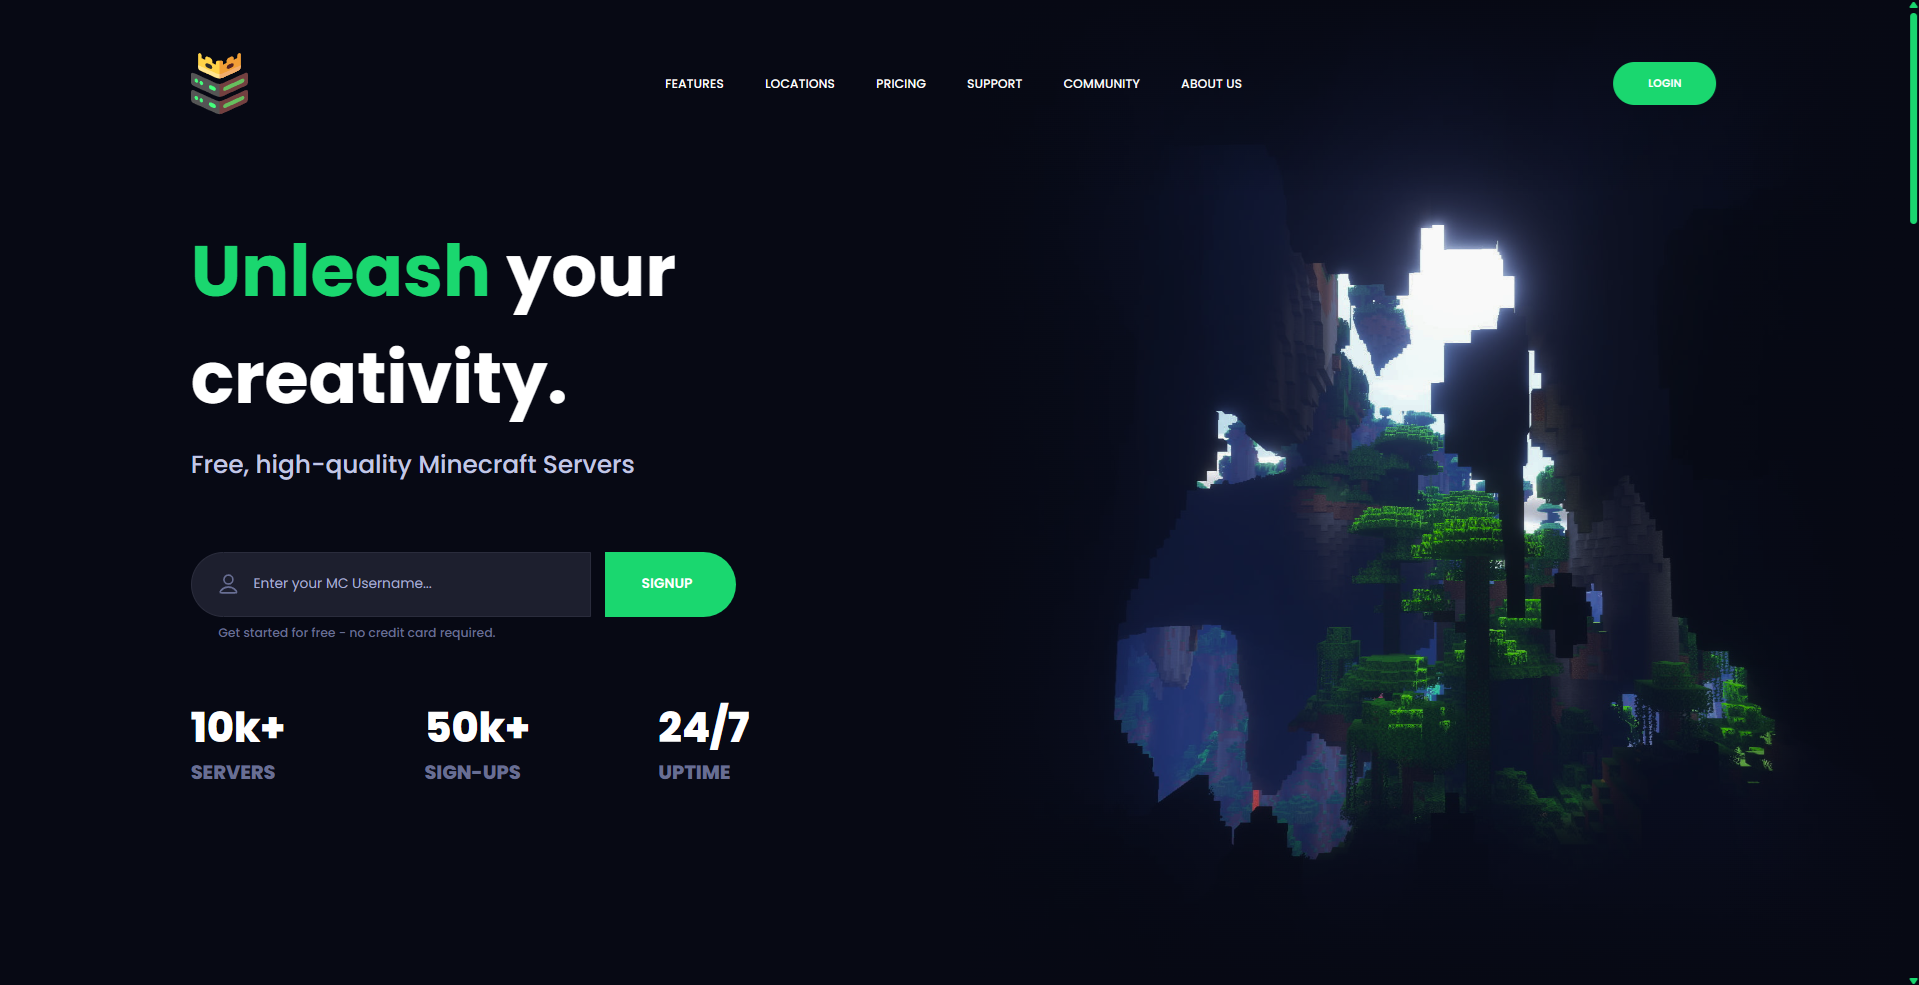 FEATURES LOCATIONS PRICING SUPPORT COMMUNITY ABOUT US LOGIN
Unleash your
creativity.
Free, high-quality Minecraft Servers
Enter your MC Username... SIGNUP
Get started for free - no credit card required.
10k+ 50k+ 24/7
SERVERS SIGN-UPS UPTIME